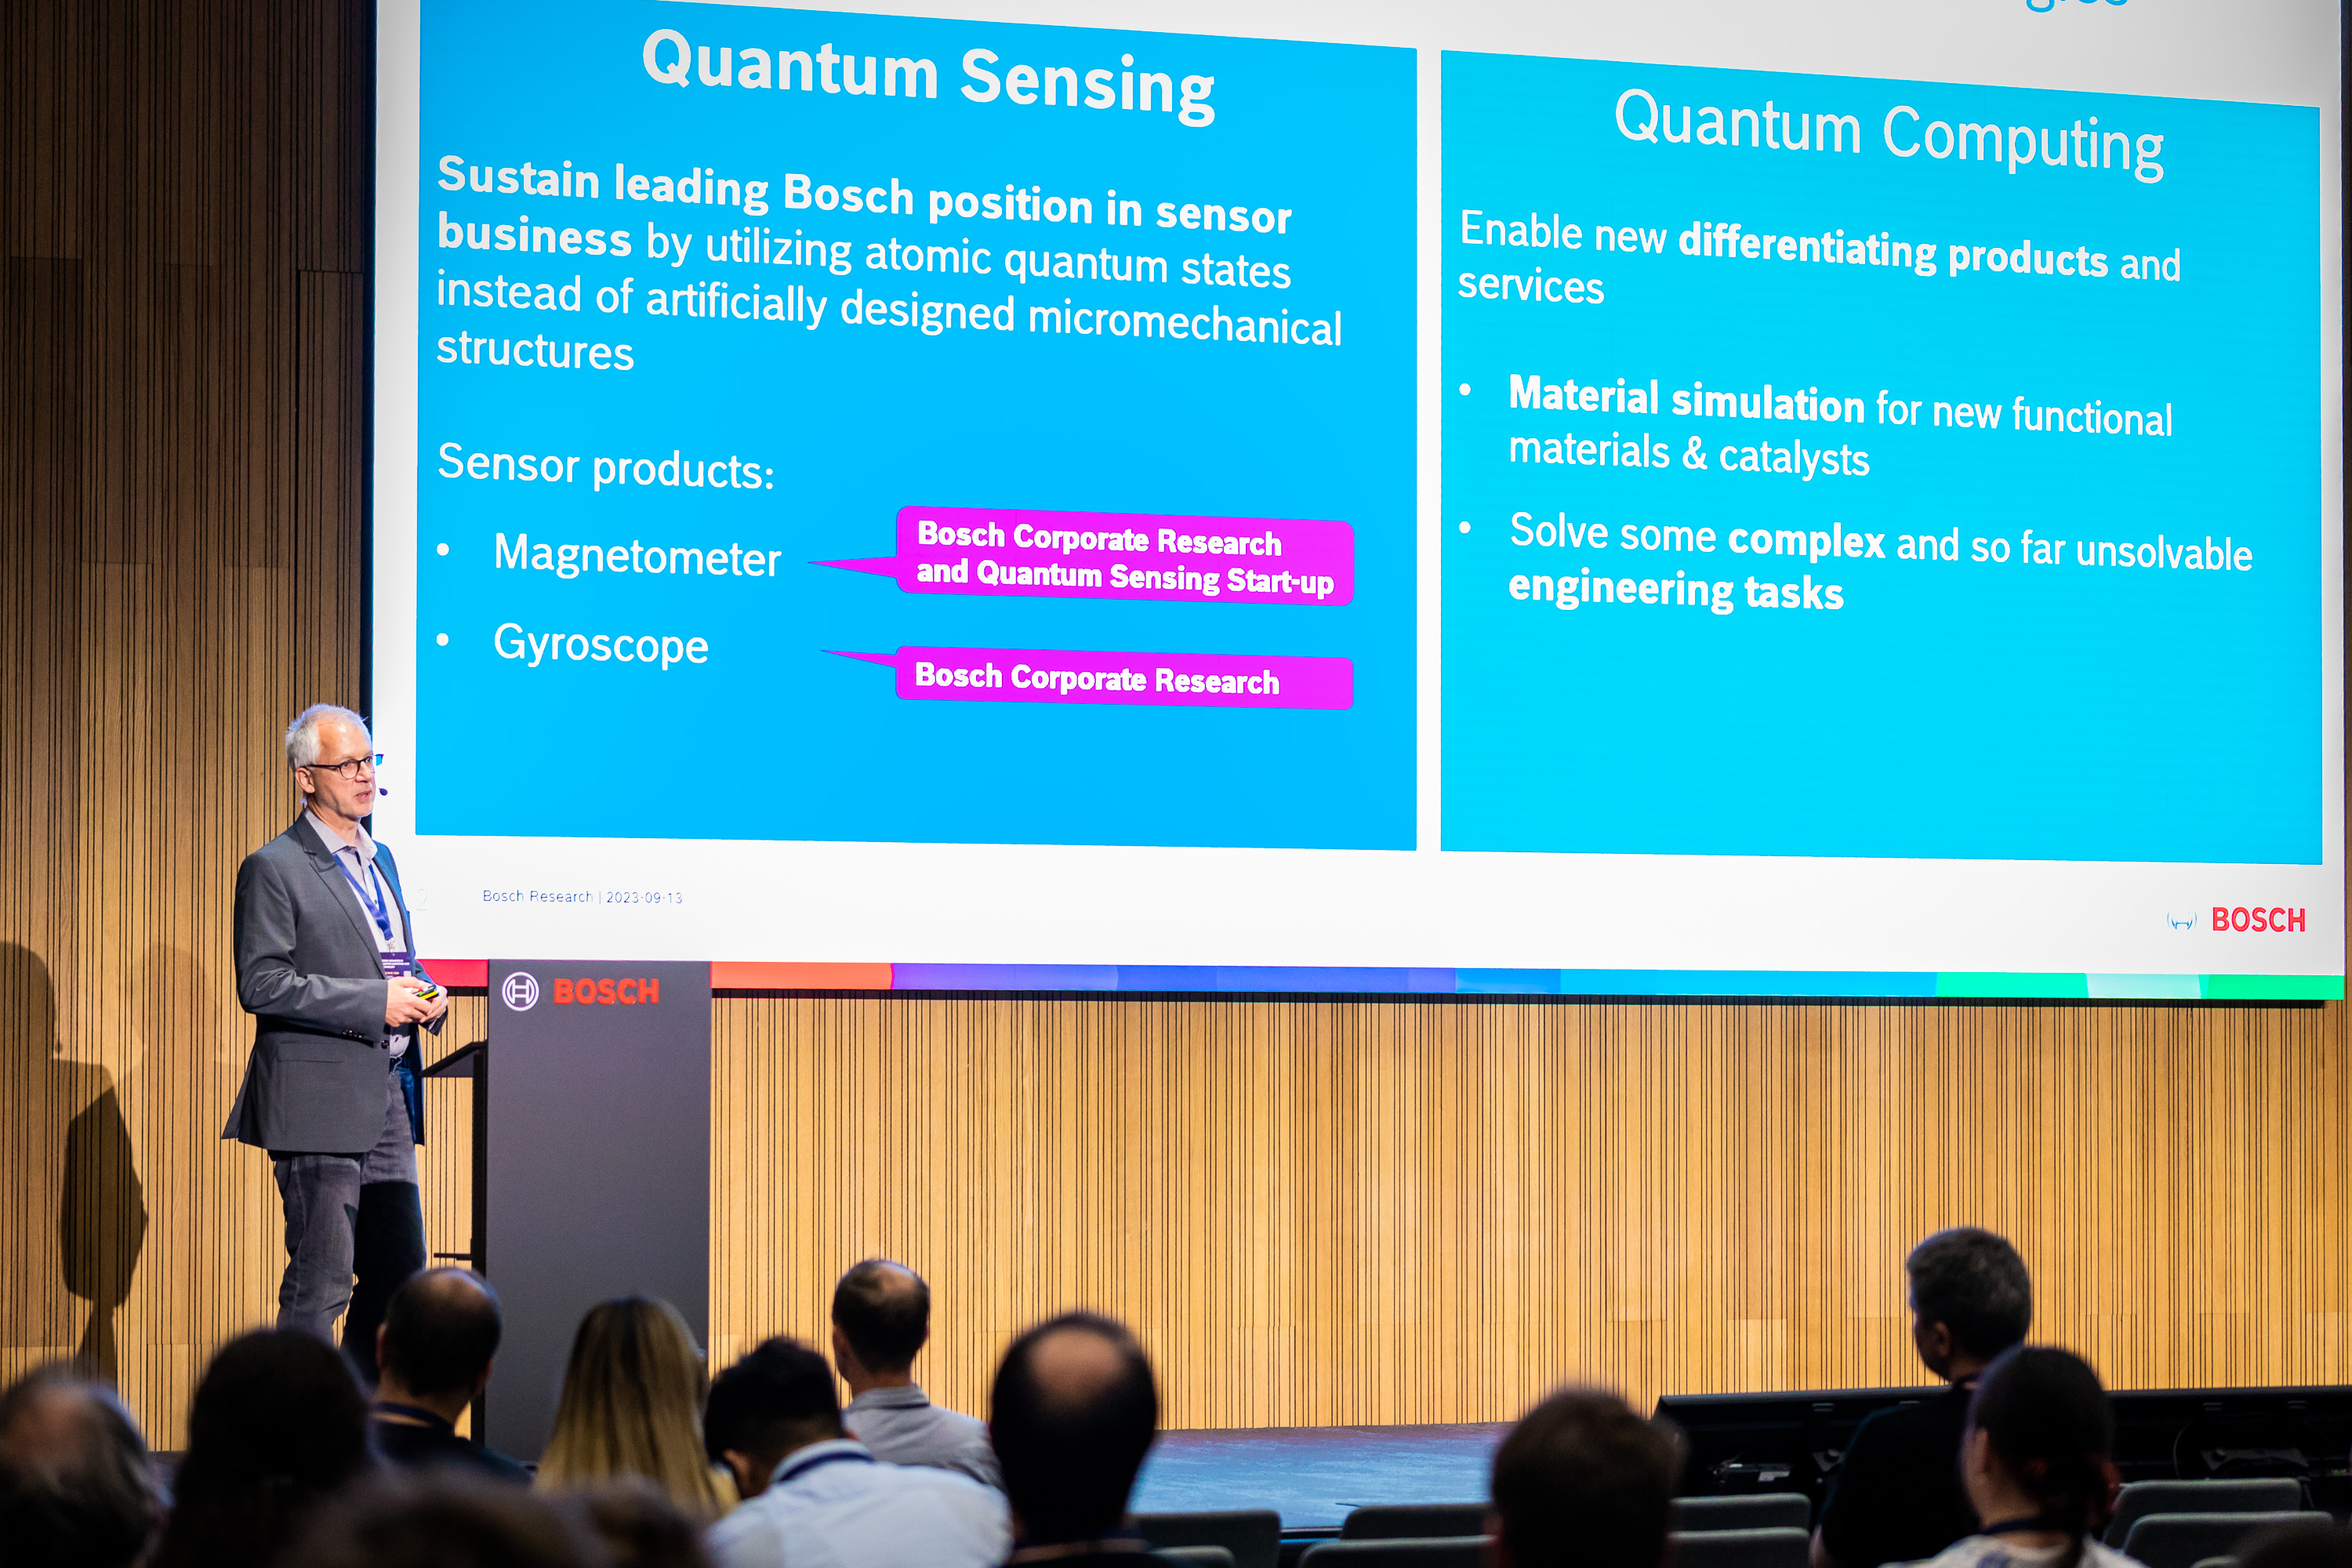 Quantum Sensing
Sustain leading Bosch position in sensor
business by utilizing atomic quantum states
instead of artificially designed micromechanical
structures
Sensor products:
• Magnetometer
Bosch Corporate Research
and Quantum Sensing Start-up
• Gyroscope
Bosch Corporate Research
Quantum Computing
Enable new differentiating products and
services
• Material simulation for new functional
materials & catalysts
• Solve some complex and so far unsolvable
engineering tasks
2
Bosch Research | 2023-09-13
BOSCH
BOSCH